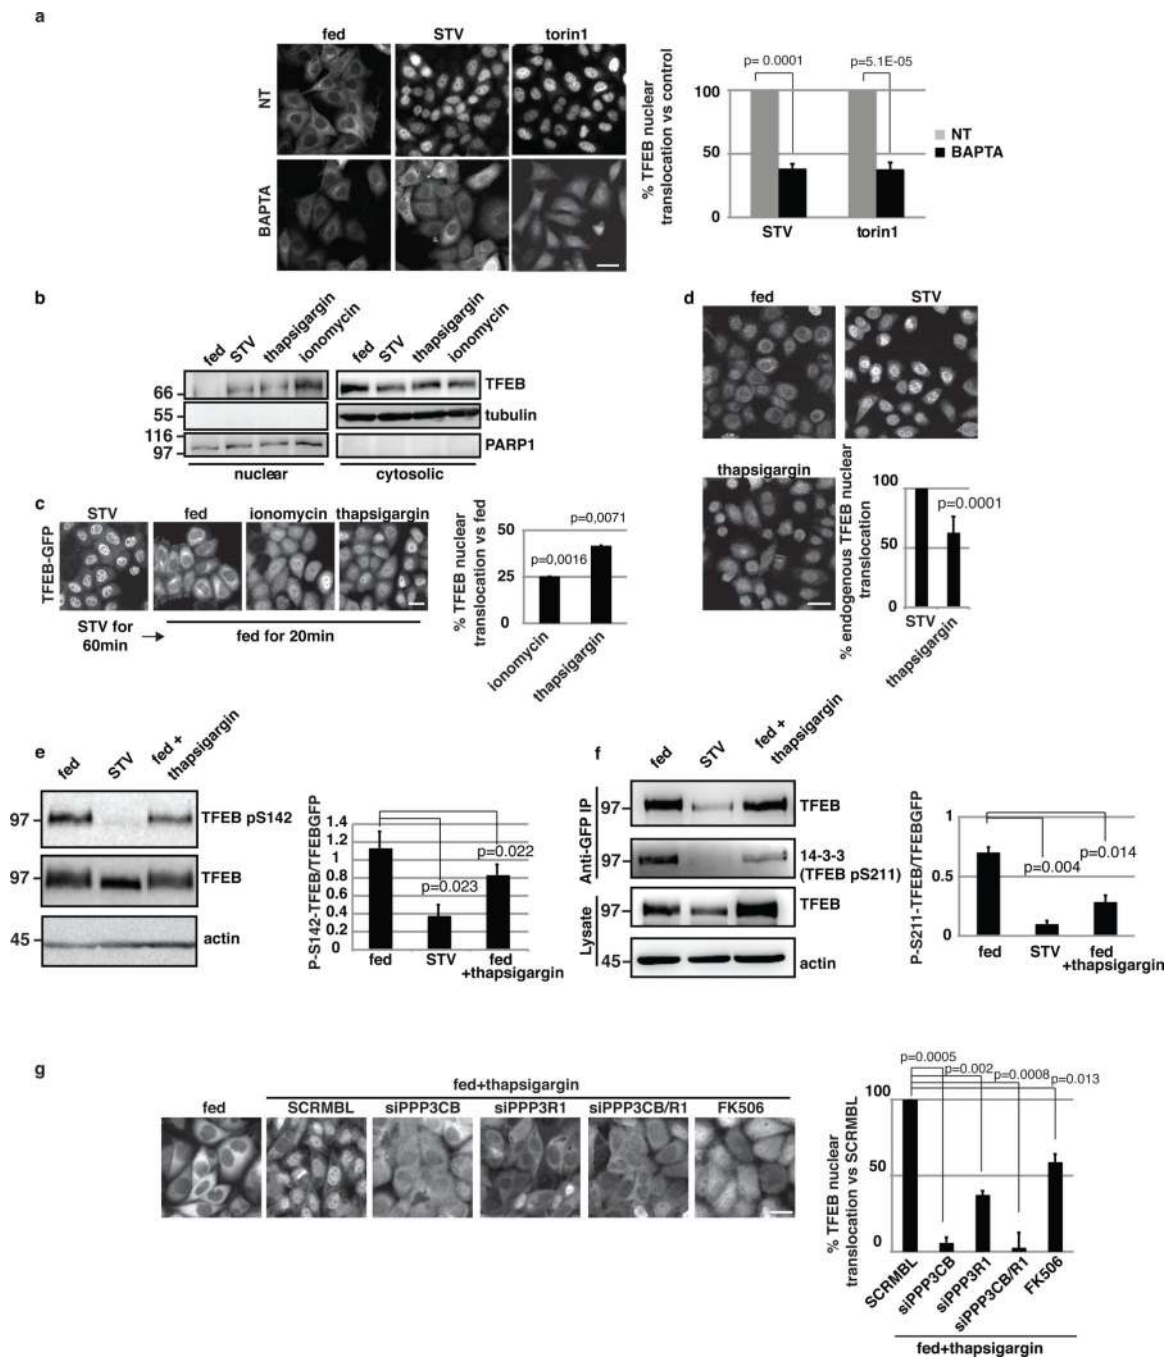 a
fed STV torin1
NT
BAPTA
% TFEB nuclear
translocation vs control
p= 0.0001 p=5.1E-05
100
50
0
STV torin1
NT
BAPTA
b
fed STV thapsigargin ionomycin fed STV thapsigargin ionomycin
66 TFEB
55 tubulin
116
97 PARP1
nuclear cytosolic
c
STV fed ionomycin thapsigargin
TFEB-GFP
STV for
60min → fed for 20min
% TFEB nuclear
translocation vs fed
p=0,0071
p=0,0016
50
25
0
ionomycin thapsigargin
d
fed STV
thapsigargin
% endogenous TFEB nuclear
translocation
100
50
0
p=0.0001
STV thapsigargin
e
fed STV fed +
thapsigargin
97 TFEB pS142
97 TFEB
45 actin
P-S142-TFEB/TFEBGFP
1.4
1.2
1
0.8
0.6
0.4
0.2
0
p=0.022
p=0.023
fed STV fed
+thapsigargin
f
fed STV fed +
thapsigargin
Anti-GFP IP
97 TFEB
97 14-3-3
(TFEB pS211)
Lysate
97 TFEB
45 actin
P-S211-TFEB/TFEBGFP
1
0.5
0
p=0.014
p=0.004
fed STV fed
+thapsigargin
g
fed+thapsigargin
fed SCRMBL siPPP3CB siPPP3R1 siPPP3CB/R1 FK506
% TFEB nuclear
translocation vs SCRMBL
p=0.0005
p=0.002
p=0.0008
p=0.013
100
50
0
SCRMBL siPPP3CB siPPP3R1 siPPP3CB/R1 FK506
fed+thapsigargin